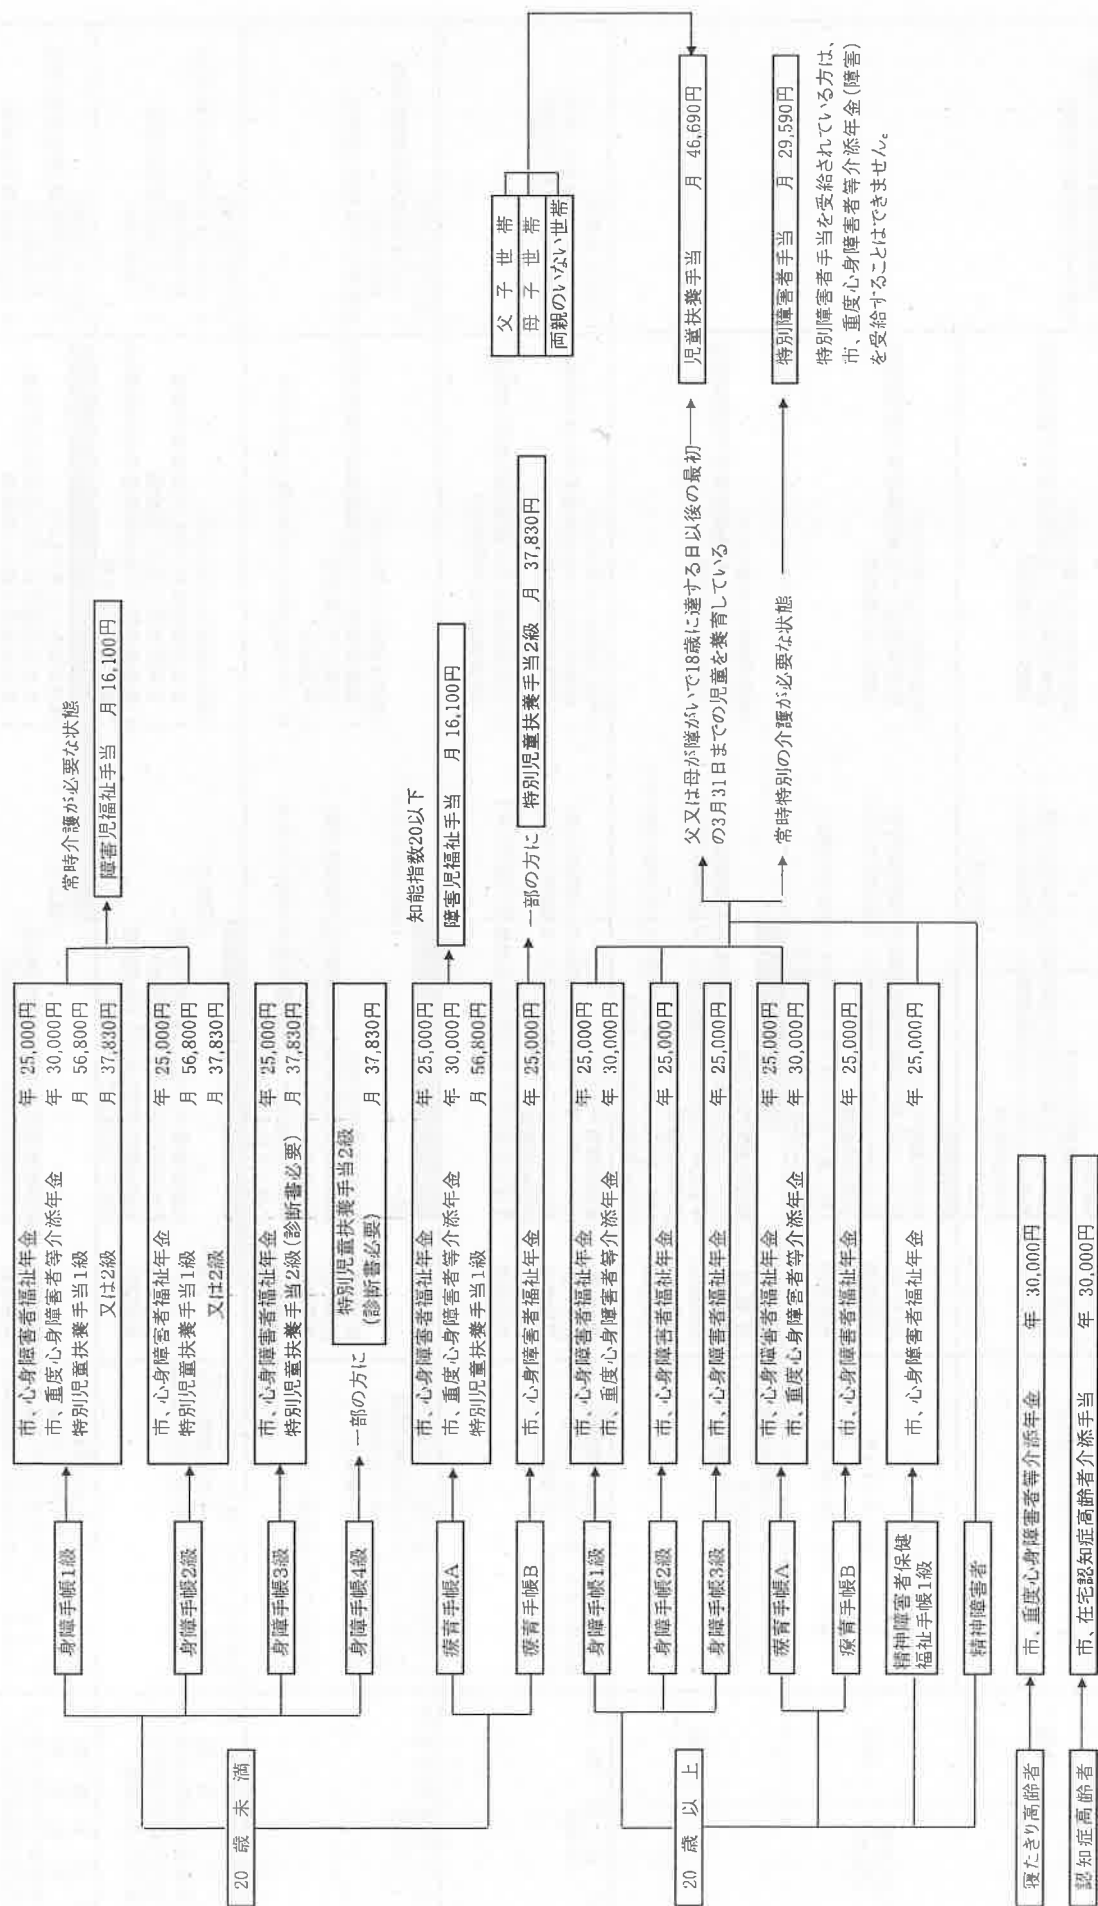 20 歳 未 満
身障手帳1級
市、心身障害者福祉年金 年 25,000円
市、重度心身障害者等介添年金 年 30,000円
特別児童扶養手当1級 月 56,800円
又は2級 月 37,830円
常時介護が必要な状態
障害児福祉手当 月 16,100円
身障手帳2級
市、心身障害者福祉年金 年 25,000円
特別児童扶養手当1級 月 56,800円
又は2級 月 37,830円
身障手帳3級
市、心身障害者福祉年金 年 25,000円
特別児童扶養手当2級(診断書必要) 月 37,830円
身障手帳4級
一部の方に
特別児童扶養手当2級
(診断書必要) 月 37,830円
療育手帳A
市、心身障害者福祉年金 年 25,000円
市、重度心身障害者等介添年金 年 30,000円
特別児童扶養手当1級 月 56,800円
知能指数20以下
障害児福祉手当 月 16,100円
療育手帳B
市、心身障害者福祉年金 年 25,000円
一部の方に
特別児童扶養手当2級 月 37,830円
父 子 世 帯
母 子 世 帯
両親のいない世帯
20 歳 以 上
身障手帳1級
市、心身障害者福祉年金 年 25,000円
市、重度心身障害者等介添年金 年 30,000円
身障手帳2級
市、心身障害者福祉年金 年 25,000円
身障手帳3級
市、心身障害者福祉年金 年 25,000円
父又は母が障がいで18歳に達する日以後の最初
の3月31日までの児童を養育している
児童扶養手当 月 46,690円
療育手帳A
市、心身障害者福祉年金 年 25,000円
市、重度心身障害者等介添年金 年 30,000円
常時特別の介護が必要な状態
特別障害者手当 月 29,590円
特別障害者手当を受給されている方は、
市、重度心身障害者等介添年金(障害)
を受給することはできません。
療育手帳B
市、心身障害者福祉年金 年 25,000円
精神障害者保健
福祉手帳1級
市、心身障害者福祉年金 年 25,000円
精神障害者
寝たきり高齢者
市、重度心身障害者等介添年金 年 30,000円
認知症高齢者
市、在宅認知症高齢者介添手当 年 30,000円